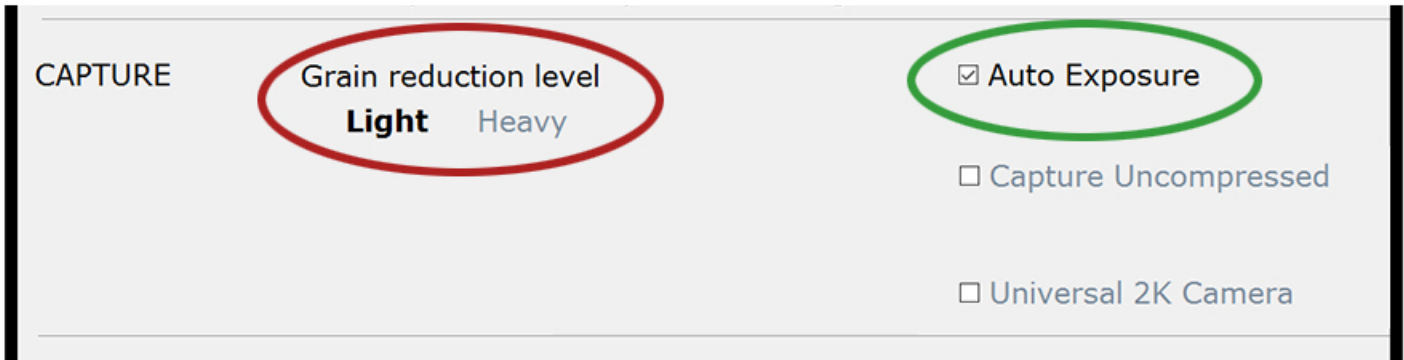 CAPTURE
Grain reduction level
Light Heavy
Auto Exposure
Capture Uncompressed
Universal 2K Camera